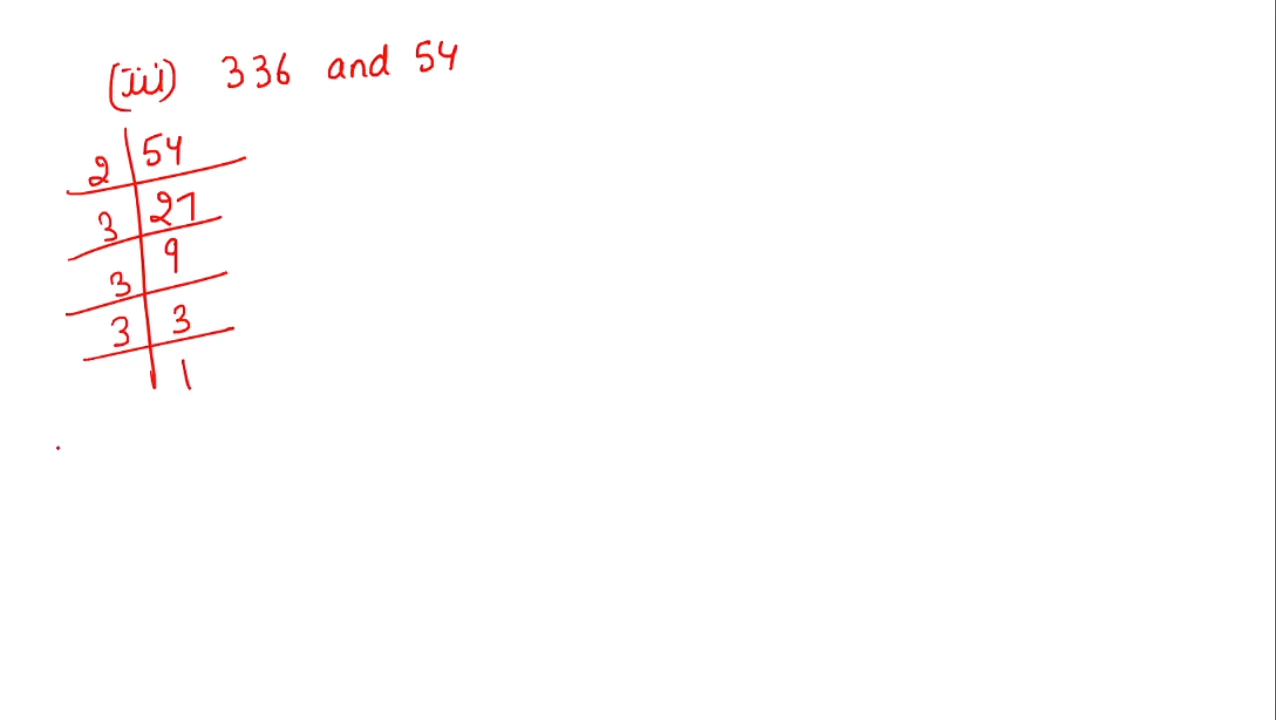 (iii) 336 and 54
2 | 54
3 | 27
3 | 9
3 | 3
| 1